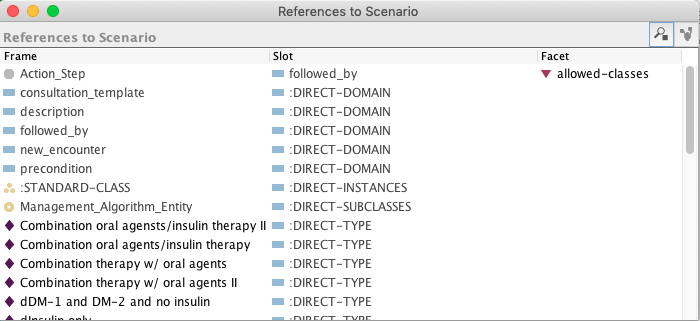 References to Scenario
References to Scenario
Frame Slot Facet
Action_Step followed_by allowed-classes
consultation_template :DIRECT-DOMAIN
description :DIRECT-DOMAIN
followed_by :DIRECT-DOMAIN
new_encounter :DIRECT-DOMAIN
precondition :DIRECT-DOMAIN
:STANDARD-CLASS :DIRECT-INSTANCES
Management_Algorithm_Entity :DIRECT-SUBCLASSES
Combination oral agensts/insulin therapy II :DIRECT-TYPE
Combination oral agents/insulin therapy :DIRECT-TYPE
Combination therapy w/ oral agents :DIRECT-TYPE
Combination therapy w/ oral agents II :DIRECT-TYPE
dDM-1 and DM-2 and no insulin :DIRECT-TYPE
dInsulin only :DIRECT-TYPE